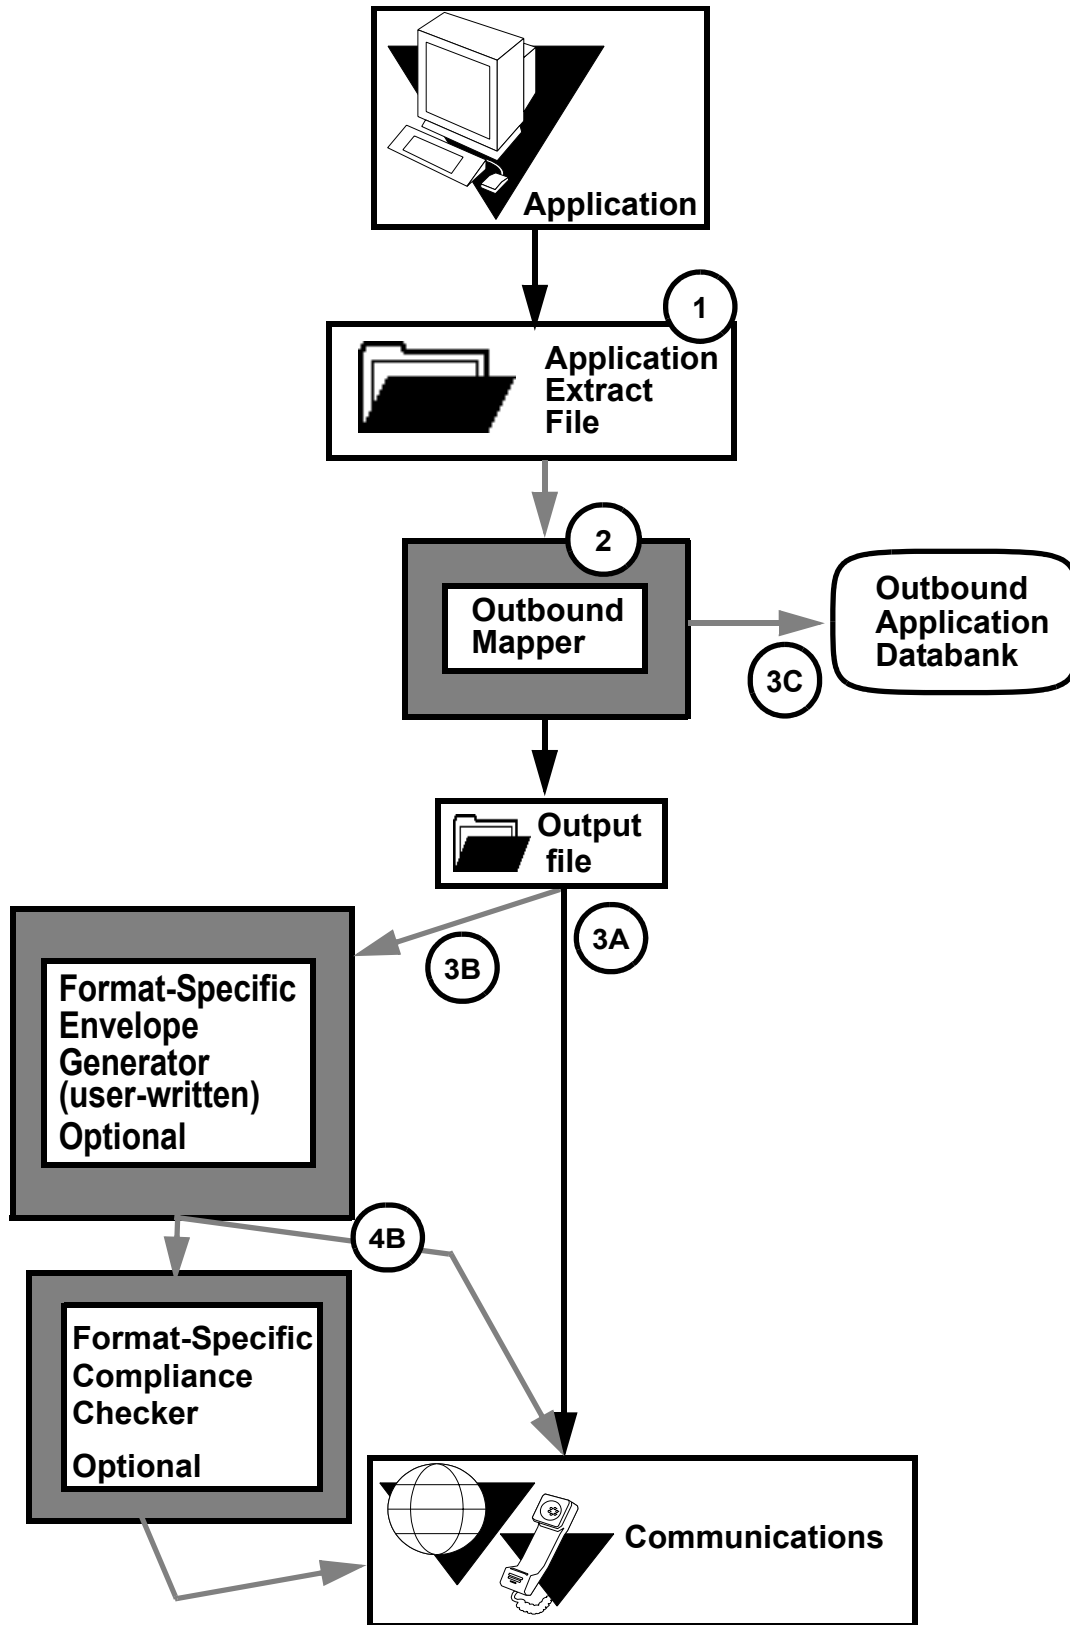 Application
1
Application
Extract
File
2
Outbound
Mapper
Outbound
Application
Databank
3C
Output
file
3A
3B
Format-Specific
Envelope
Generator
(user-written)
Optional
4B
Format-Specific
Compliance
Checker
Optional
Communications